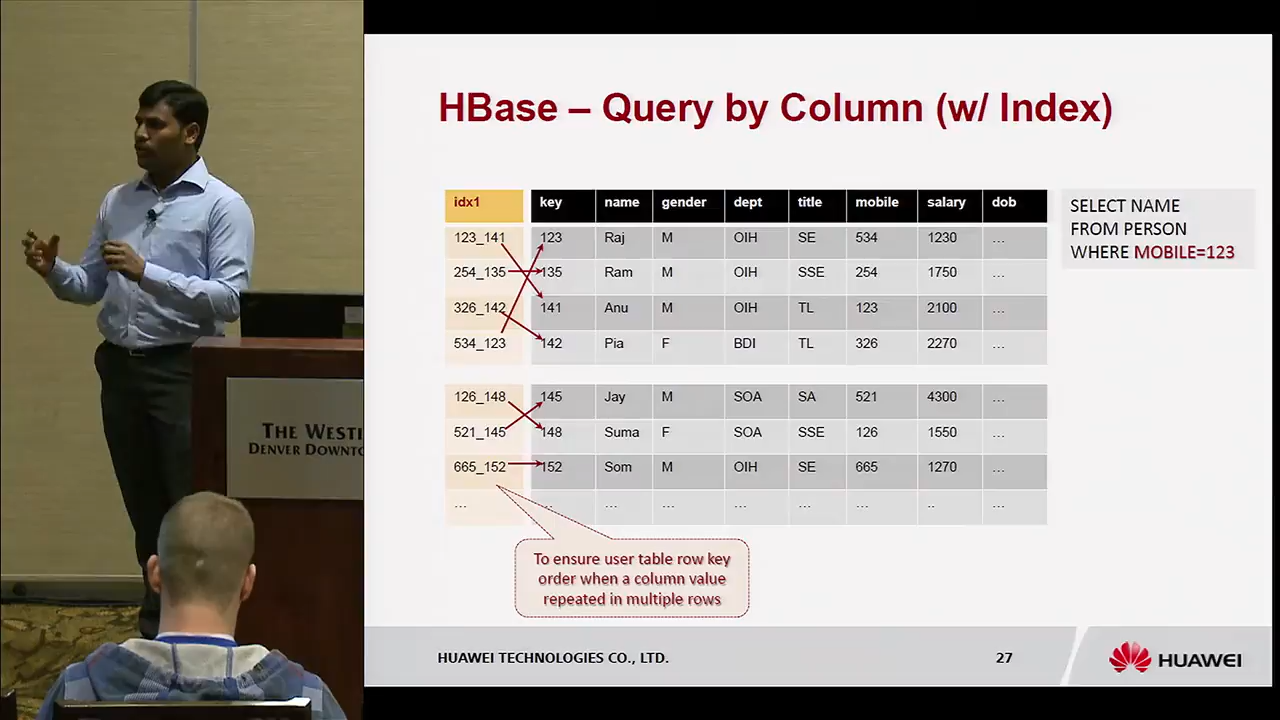 HBase – Query by Column (w/ Index)
idx1 key name gender dept title mobile salary dob
123_141 123 Raj M OIH SE 534 1230 ...
254_135 135 Ram M OIH SSE 254 1750 ...
326_142 141 Anu M OIH TL 123 2100 ...
534_123 142 Pia F BDI TL 326 2270 ...
126_148 145 Jay M SOA SA 521 4300 ...
521_145 148 Suma F SOA SSE 126 1550 ...
665_152 152 Som M OIH SE 665 1270 ...
... ... ... ... ... ... ... .. ...
SELECT NAME
FROM PERSON
WHERE MOBILE=123
To ensure user table row key
order when a column value
repeated in multiple rows
HUAWEI TECHNOLOGIES CO., LTD.
27
HUAWEI
THE WESTI
DENVER DOWNTO